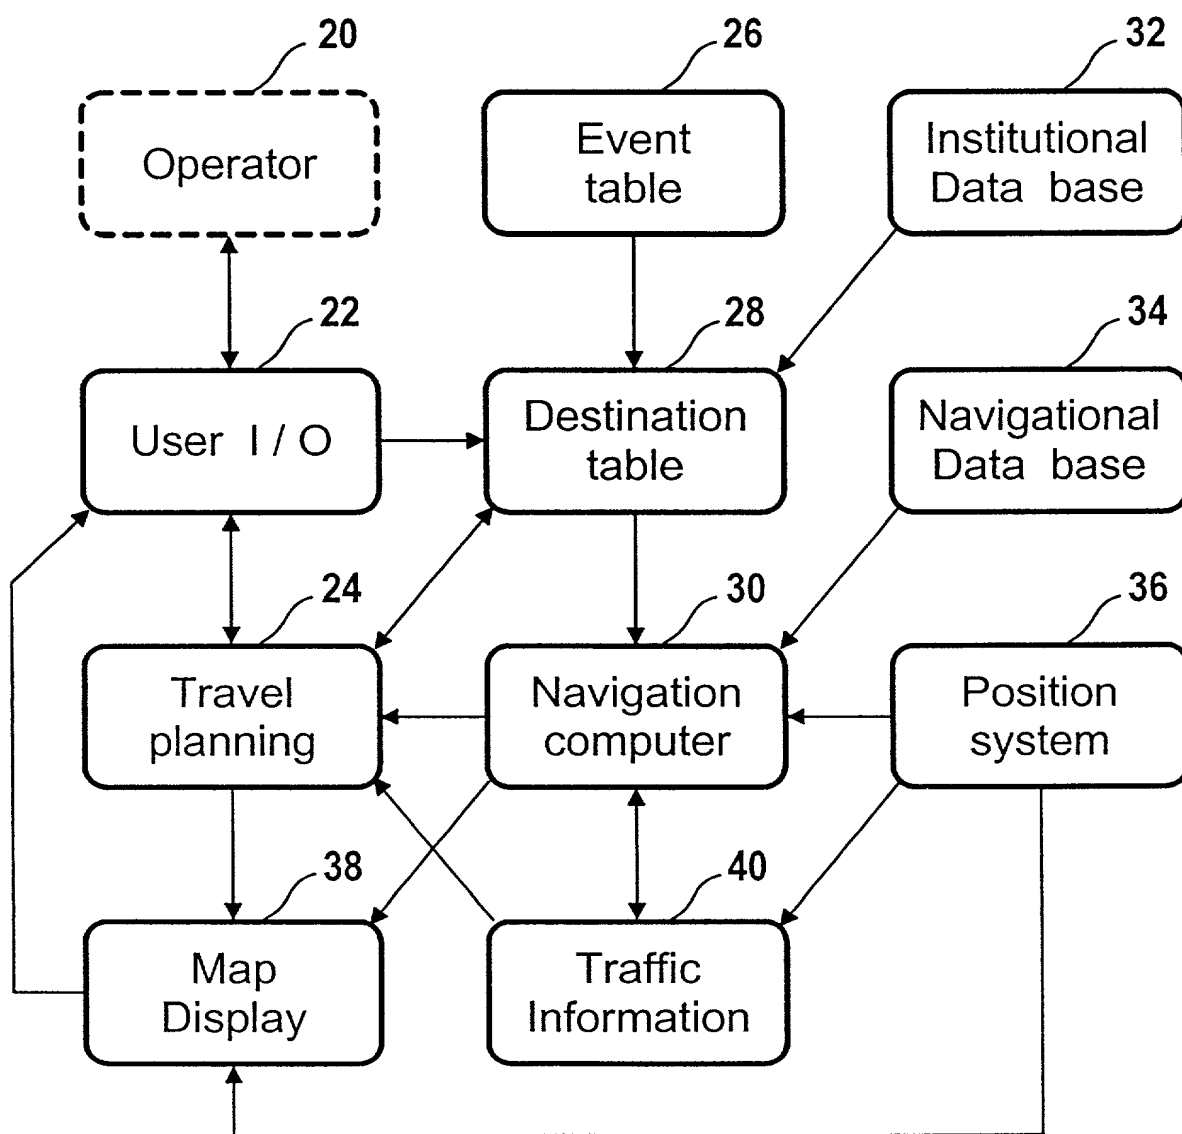 20
26
32
Operator
Event
table
Institutional
Data base
22
28
34
User I / O
Destination
table
Navigational
Data base
24
30
36
Travel
planning
Navigation
computer
Position
system
38
40
Map
Display
Traffic
Information